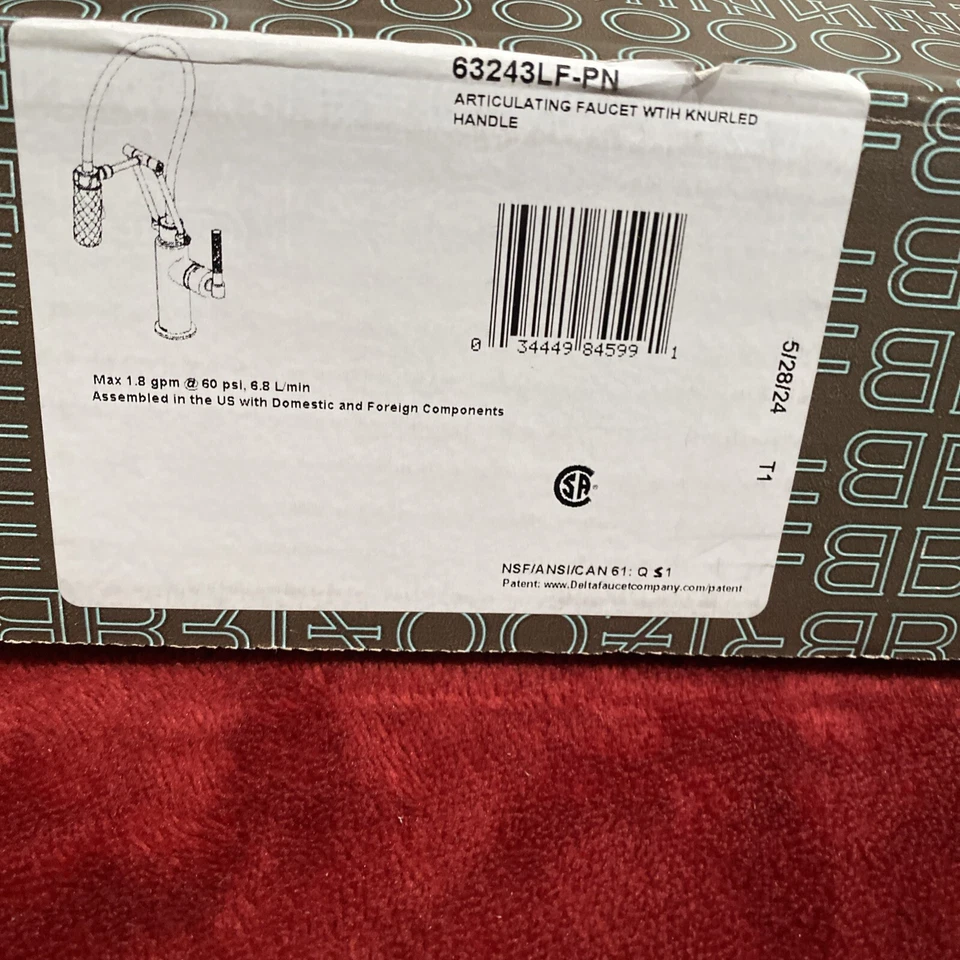 63243LF-PN
ARTICULATING FAUCET WTIH KNURLED
HANDLE
0 34449 84599 1
Max 1.8 gpm @ 60 psi, 6.8 L/min
Assembled in the US with Domestic and Foreign Components
5/28/24 T1
SA
NSF/ANSI/CAN 61: Q ≤ 1
Patent: www.Deltafaucetcompany.com/patent